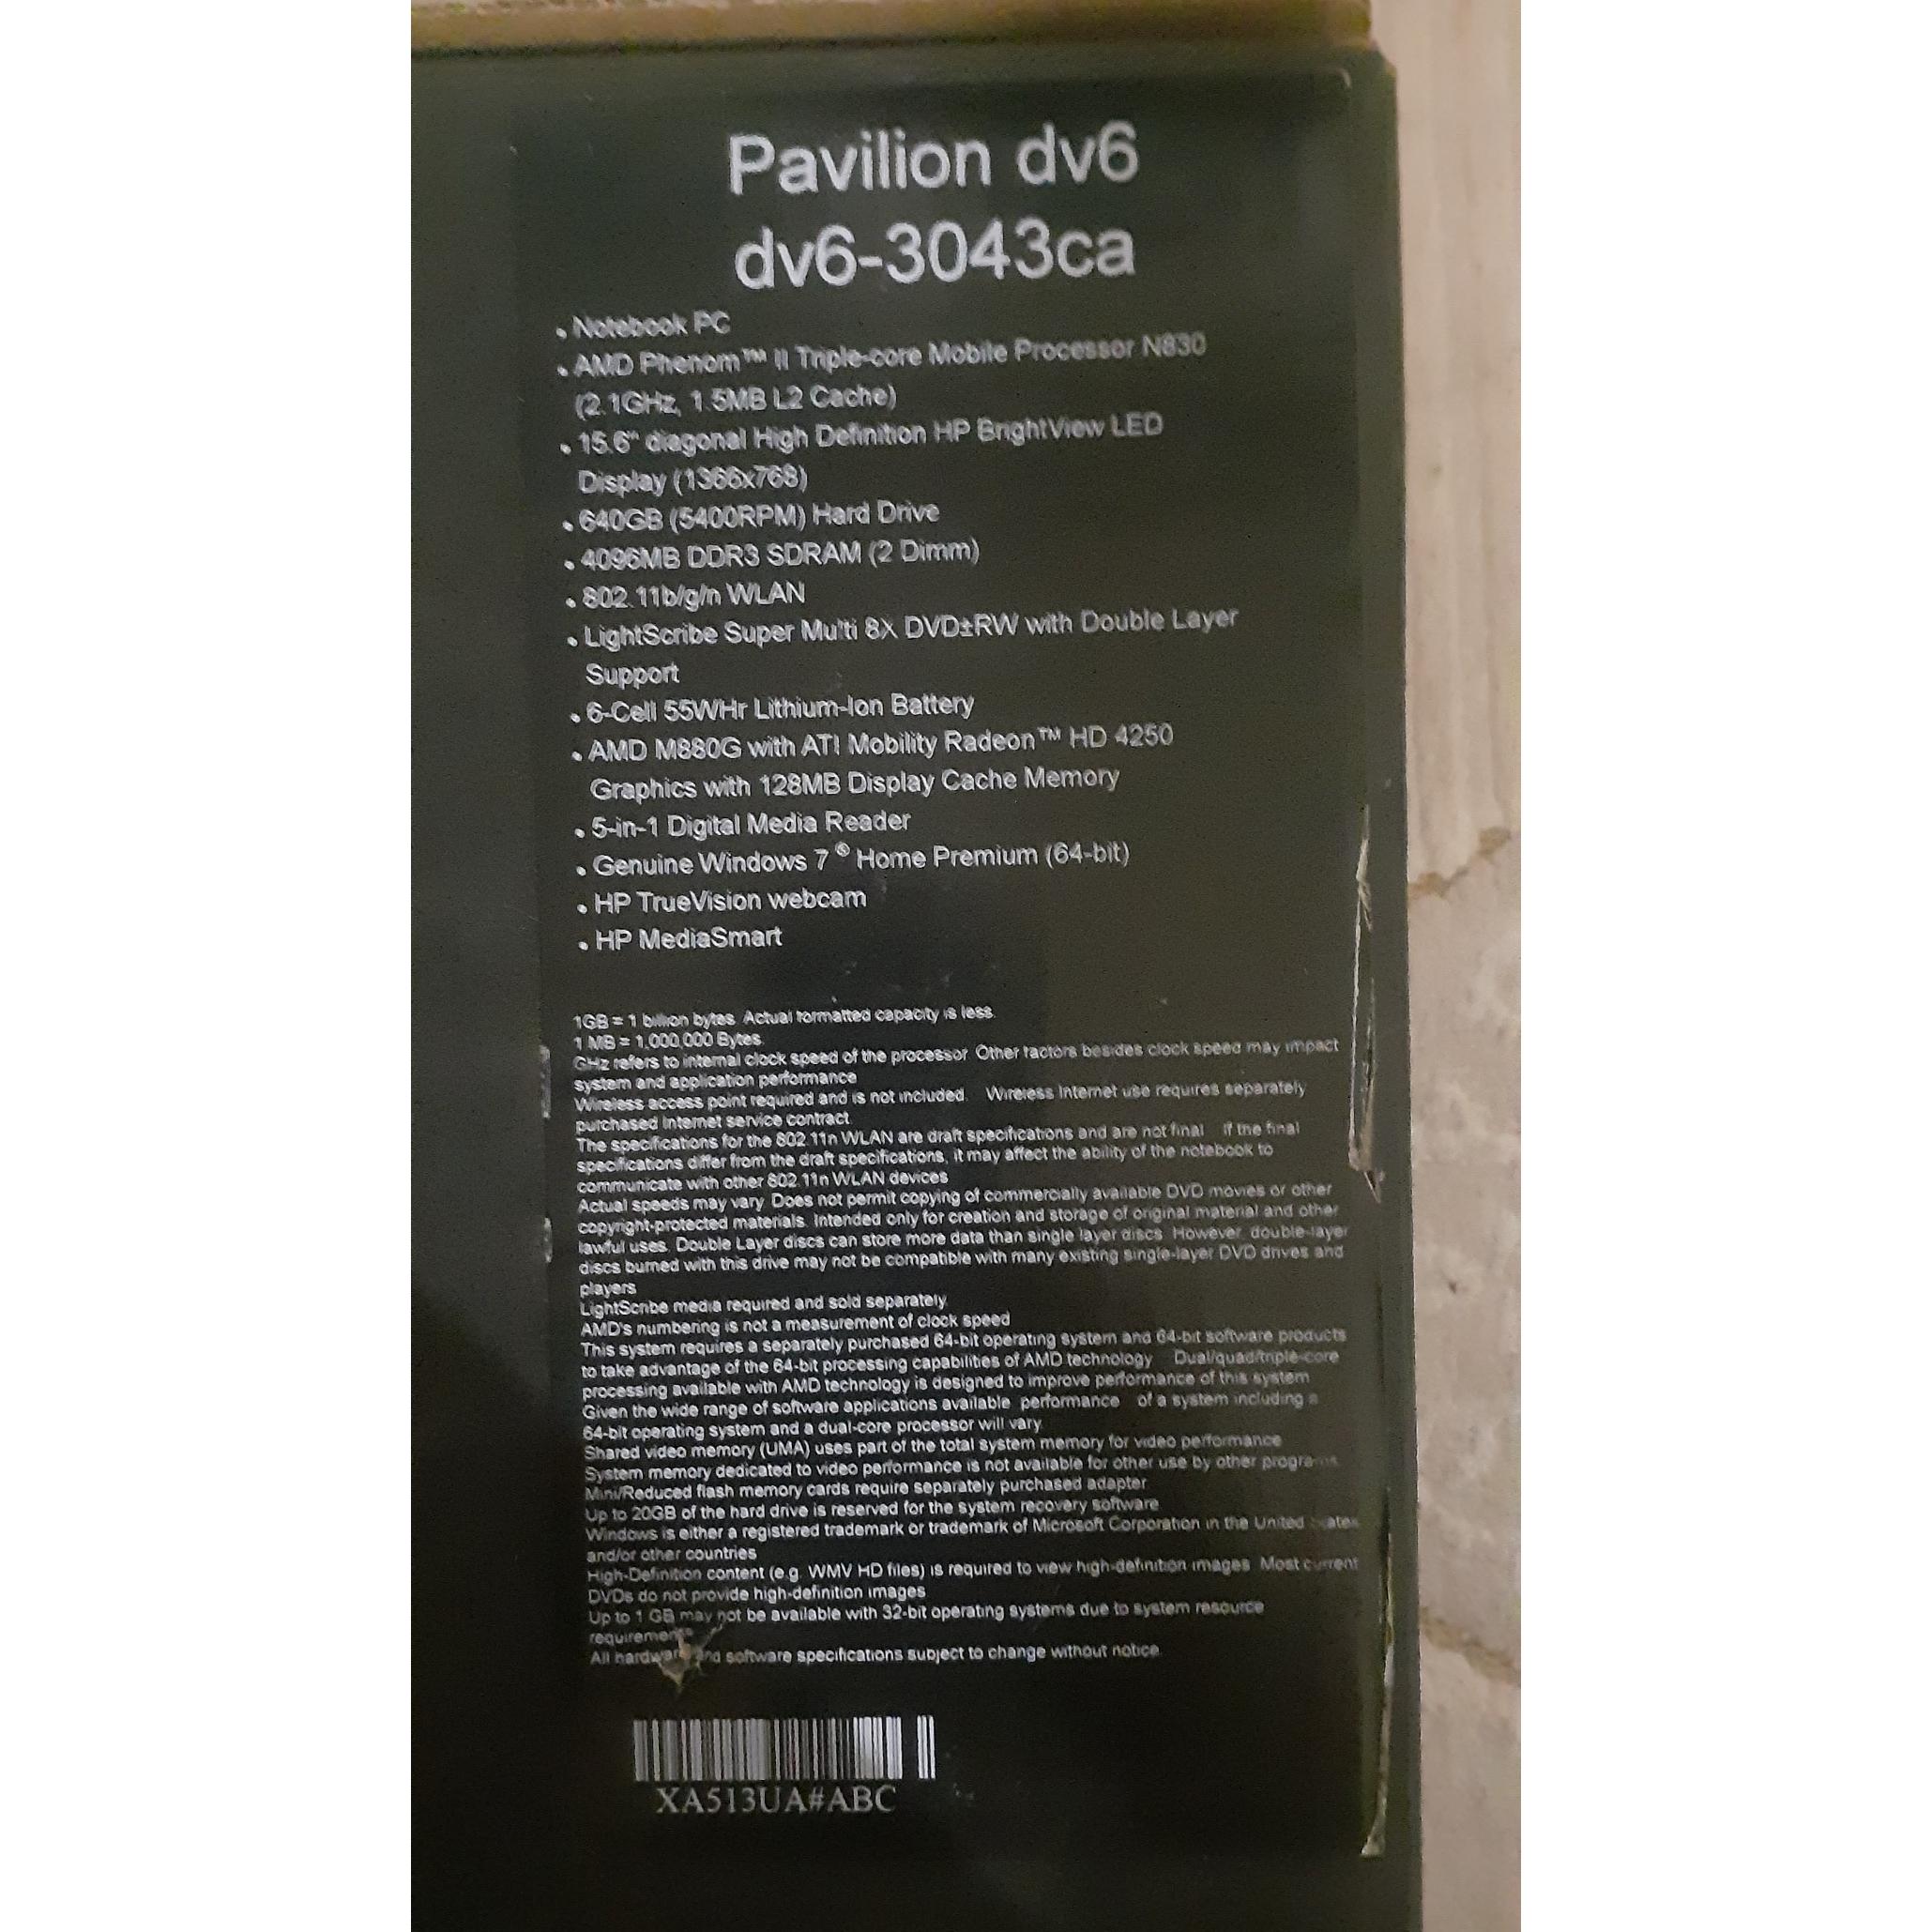 Pavilion dv6
dv6-3043ca
• Notebook PC
• AMD Phenom™ II Triple-core Mobile Processor N830
(2.1GHz, 1.5MB L2 Cache)
• 15.6" diagonal High Definition HP BrightView LED
Display (1366x768)
• 640GB (5400RPM) Hard Drive
• 4096MB DDR3 SDRAM (2 Dimm)
• 802.11b/g/n WLAN
• LightScribe Super Multi 8X DVD±RW with Double Layer
Support
• 6-Cell 55WHr Lithium-Ion Battery
• AMD M880G with ATI Mobility Radeon™ HD 4250
Graphics with 128MB Display Cache Memory
• 5-in-1 Digital Media Reader
• Genuine Windows 7 ® Home Premium (64-bit)
• HP TrueVision webcam
• HP MediaSmart
1GB = 1 billion bytes. Actual formatted capacity is less.
1 MB = 1,000,000 Bytes.
GHz refers to internal clock speed of the processor. Other factors besides clock speed may impact
system and application performance
Wireless access point required and is not included. Wireless Internet use requires separately
purchased Internet service contract.
The specifications for the 802.11n WLAN are draft specifications and are not final if the final
specifications differ from the draft specifications, it may affect the ability of the notebook to
communicate with other 802.11n WLAN devices
Actual speeds may vary. Does not permit copying of commercially available DVD movies or other
copyright-protected materials. Intended only for creation and storage of original material and other
lawful uses. Double Layer discs can store more data than single layer discs. However, double-layer
discs burned with this drive may not be compatible with many existing single-layer DVD drives and
players
LightScribe media required and sold separately.
AMD's numbering is not a measurement of clock speed
This system requires a separately purchased 64-bit operating system and 64-bit software products
to take advantage of the 64-bit processing capabilities of AMD technology Dual/quad/triple-core
processing available with AMD technology is designed to improve performance of this system
Given the wide range of software applications available performance of a system including a
64-bit operating system and a dual-core processor will vary.
Shared video memory (UMA) uses part of the total system memory for video performance
System memory dedicated to video performance is not available for other use by other programs
Mini/Reduced flash memory cards require separately purchased adapter
Up to 20GB of the hard drive is reserved for the system recovery software
Windows is either a registered trademark or trademark of Microsoft Corporation in the United States
and/or other countries
High-Definition content (e.g. WMV HD files) is required to view high-definition images Most current
DVDs do not provide high-definition images
Up to 1 GB may not be available with 32-bit operating systems due to system resource
requirements
All hardware and software specifications subject to change without notice.
XA513UA#ABC